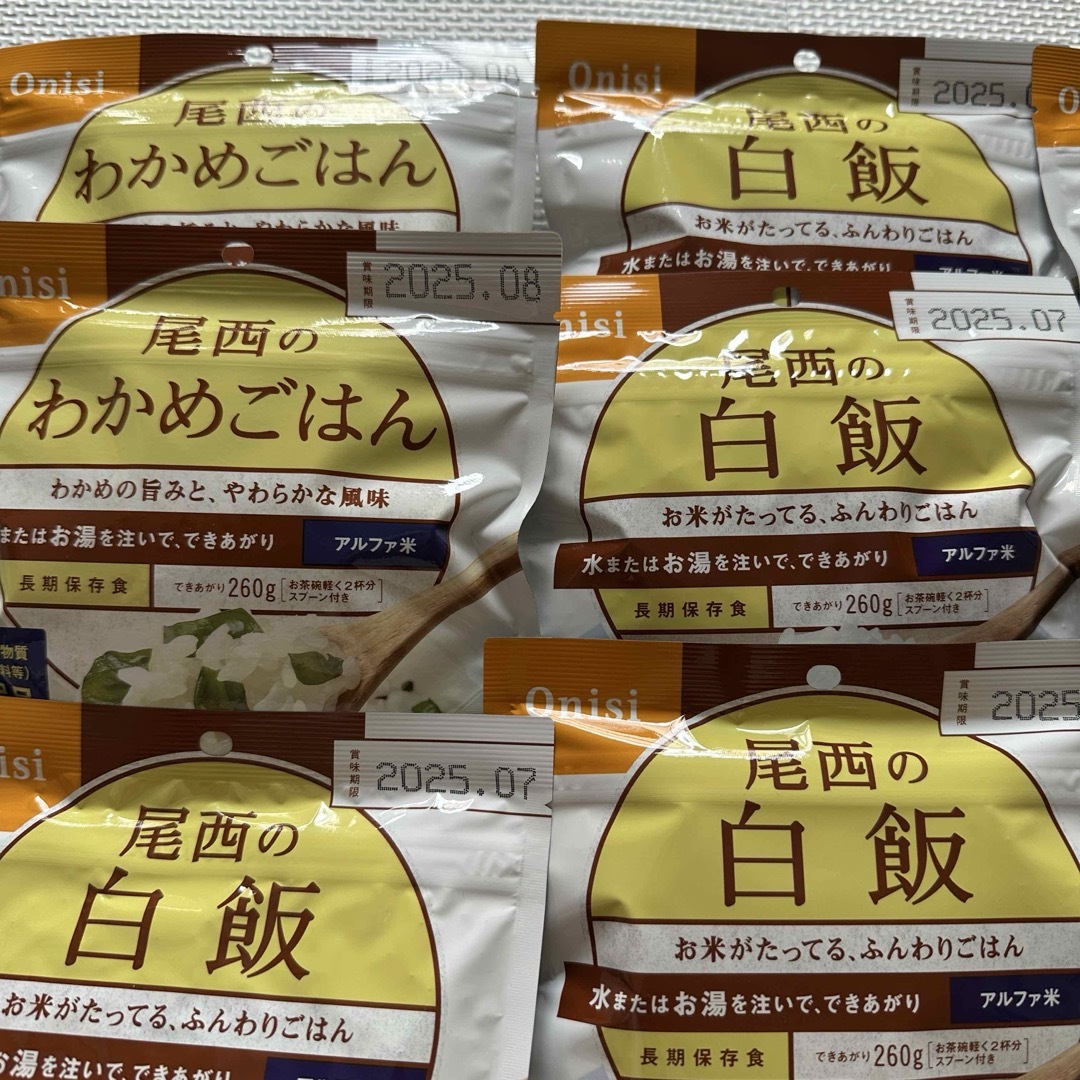 Onisi
2025.08
尾西の
わかめごはん
Onisi
賞味期限
2025.0
尾西の
白飯
お米がたってる、ふんわりごはん
水またはお湯を注いで、できあがり
アルファ米
O
nisi
賞味期限
2025.08
尾西の
わかめごはん
わかめの旨みと、やわらかな風味
またはお湯を注いで、できあがり
アルファ米
長期保存食
できあがり260g
お茶碗軽く2杯分
スプーン付き
物質
料等)
nisi
賞味期限
2025.07
尾西の
白飯
お米がたってる、ふんわりごはん
水またはお湯を注いで、できあがり
アルファ米
長期保存食
できあがり260g
お茶碗軽く2杯分
スプーン付き
isi
賞味期限
2025.07
尾西の
白飯
お米がたってる、ふんわりごはん
お湯を注いで、できあがり
アルファ
Onisi
賞味期限
2025
尾西の
白飯
お米がたってる、ふんわりごはん
水またはお湯を注いで、できあがり
アルファ米
長期保存食
できあがり260g
お茶碗軽く2杯分
スプーン付き